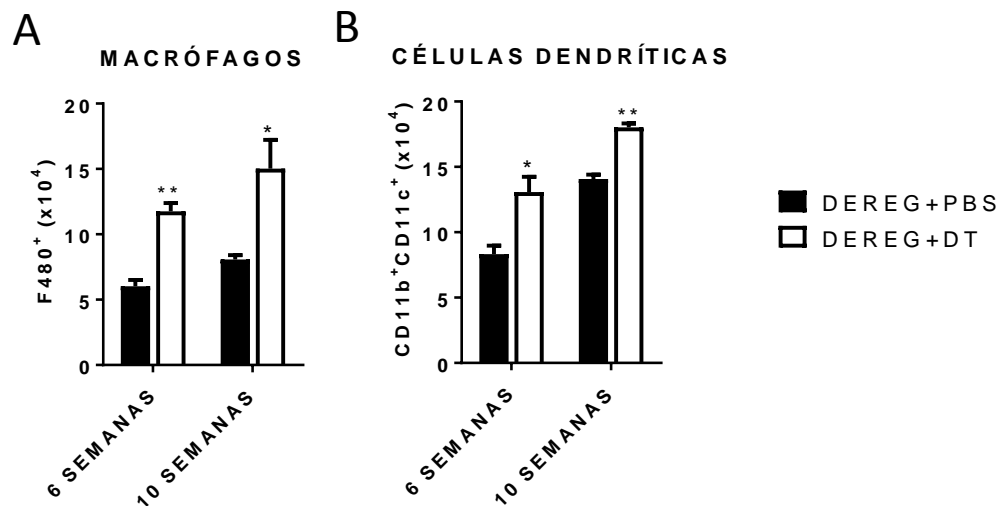 A
MACRÓFAGOS
F480⁺ (x10⁴)
20
15
10
5
0
**
*
6 SEMANAS
10 SEMANAS
B
CÉLULAS DENDRÍTICAS
CD11b⁺CD11c⁺ (x10⁴)
20
15
10
5
0
*
**
6 SEMANAS
10 SEMANAS
DEREG+PBS
DEREG+DT